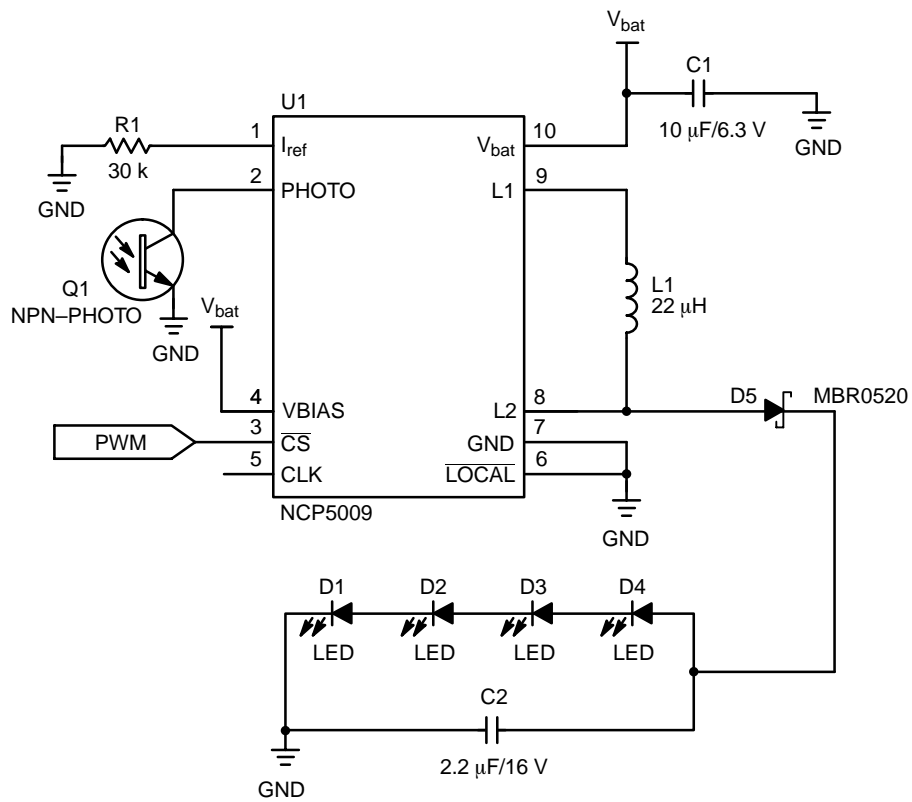 V_bat
C1
10 μF/6.3 V
GND
U1
R1
30 k
GND
1
I_ref
V_bat
10
2
PHOTO
L1
9
Q1
NPN–PHOTO
GND
V_bat
L1
22 μH
4
VBIAS
L2
8
D5
MBR0520
PWM
3
C̅S̅
GND
7
5
CLK
L̅O̅C̅A̅L̅
6
NCP5009
GND
D1
D2
D3
D4
LED
LED
LED
LED
C2
2.2 μF/16 V
GND